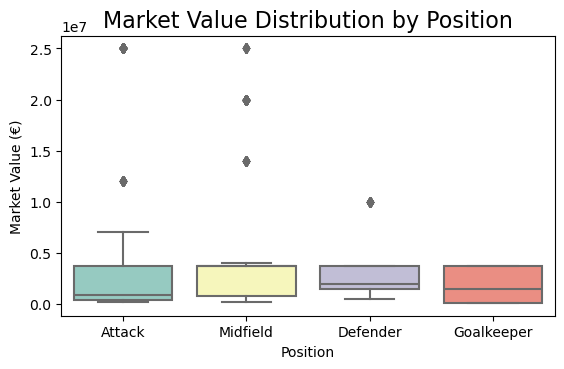 Market Value Distribution by Position
1e7
2.5
2.0
1.5
1.0
0.5
0.0
Market Value (€)
Attack
Midfield
Defender
Goalkeeper
Position